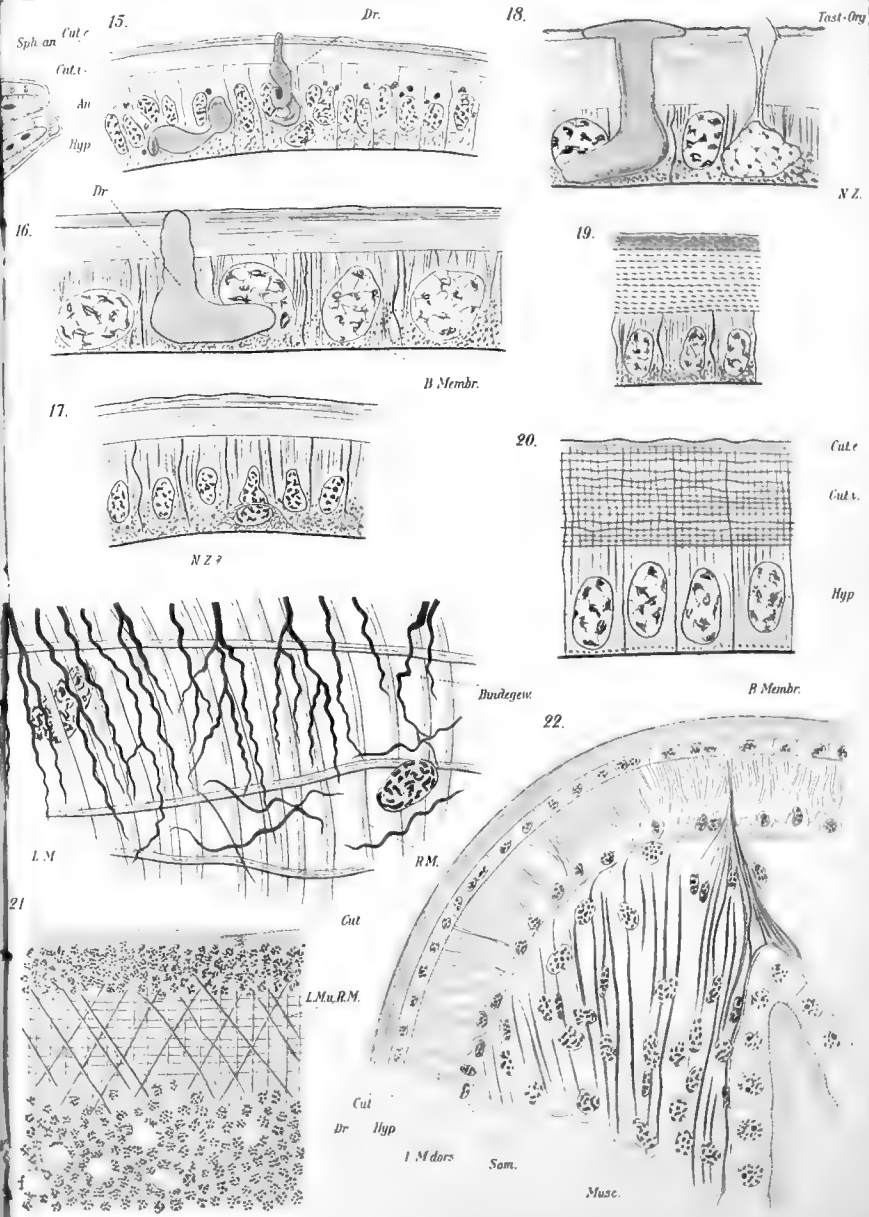 15.
Dr.
18.
Tast-Org
Sph an
Cut.e
Cut.i.
An
Hyp
N Z.
Dr
16.
19.
B Membr.
17.
20.
Cut.e
Cut.i.
N Z ?
Hyp
Bindegew.
B Membr.
22.
L M
R M.
21
Cut
L.M u. R.M.
Cut
Dr Hyp
l M dors
Som.
Musc.
f